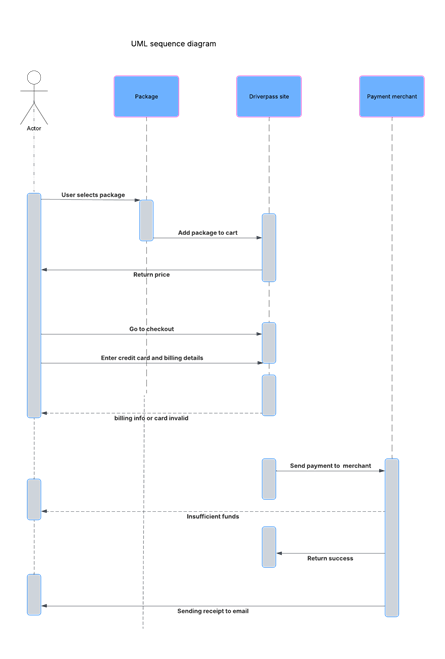 UML sequence diagram
Package
Driverpass site
Payment merchant
Actor
User selects package
Add package to cart
Return price
Go to checkout
Enter credit card and billing details
billing info or card invalid
Send payment to merchant
Insufficient funds
Return success
Sending receipt to email